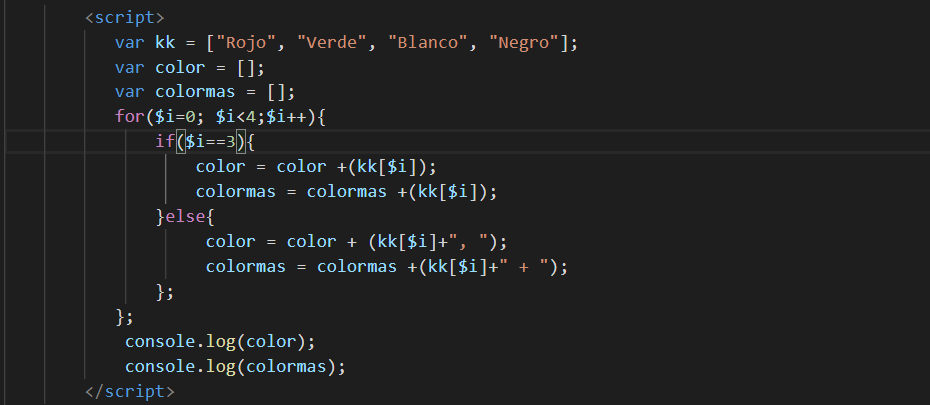 <script>
var kk = ["Rojo", "Verde", "Blanco", "Negro"];
var color = [];
var colormas = [];
for($i=0; $i<4;$i++){
if($i==3){
color = color +(kk[$i]);
colormas = colormas +(kk[$i]);
}else{
color = color + (kk[$i]+", ");
colormas = colormas +(kk[$i]+" + ");
};
};
console.log(color);
console.log(colormas);
</script>